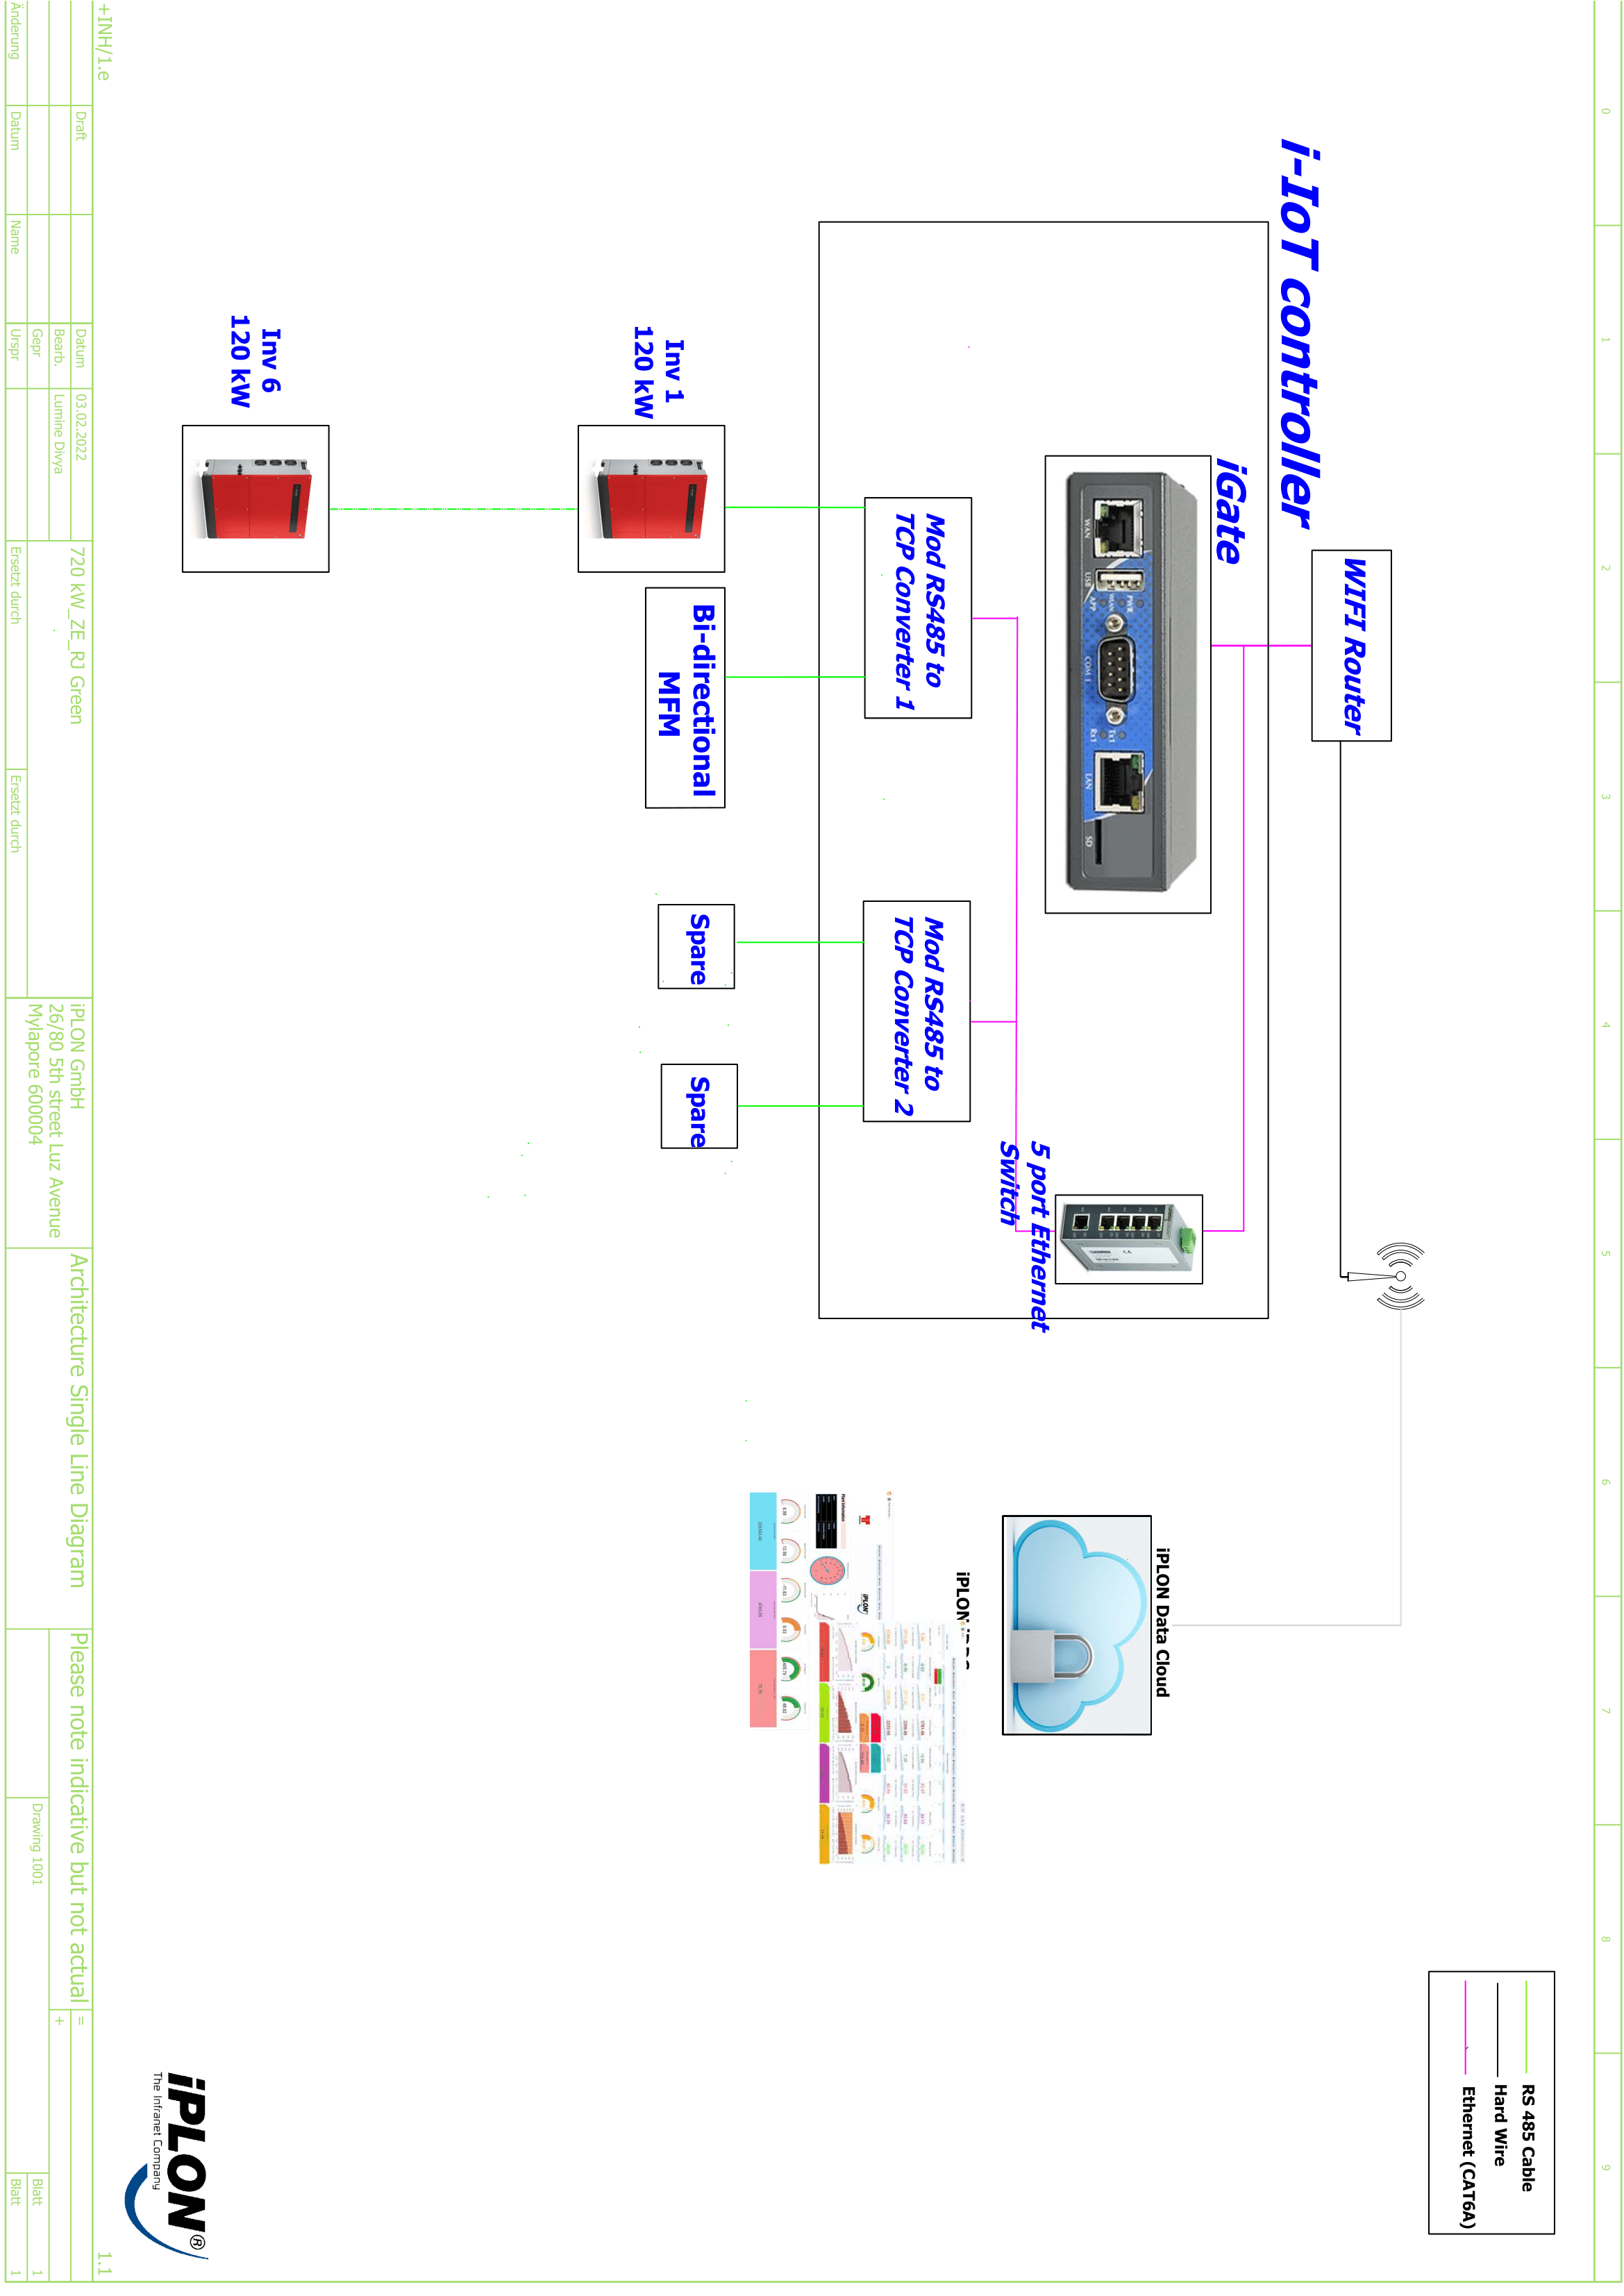 0
1
2
3
4
5
6
7
8
9
RS 485 Cable
Hard Wire
Ethernet (CAT6A)
i-IoT controller
WIFI Router
iGate
WAN
USB
PWR
WLAN
APP
COM 1
Tx1
Rx1
LAN
SD
iPLON Data Cloud
5 port Ethernet
Switch
Mod RS485 to
TCP Converter 1
Mod RS485 to
TCP Converter 2
iPLON
iPLON
Plant Information
Inv 1
120 kW
Bi-directional
MFM
Spare
Spare
Inv 6
120 kW
iPLON®
The Infranet Company
+INH/1.e
1.1
Draft
Datum
03.02.2022
720 kW_ZE_RJ Green
iPLON GmbH
Architecture Single Line Diagram
Please note indicative but not actual
=
Bearb.
Lumine Divya
26/80 5th street Luz Avenue
+
Gepr
Mylapore 600004
Drawing 1001
Blatt
1
Änderung
Datum
Name
Urspr
Ersetzt durch
Ersetzt durch
Blatt
1